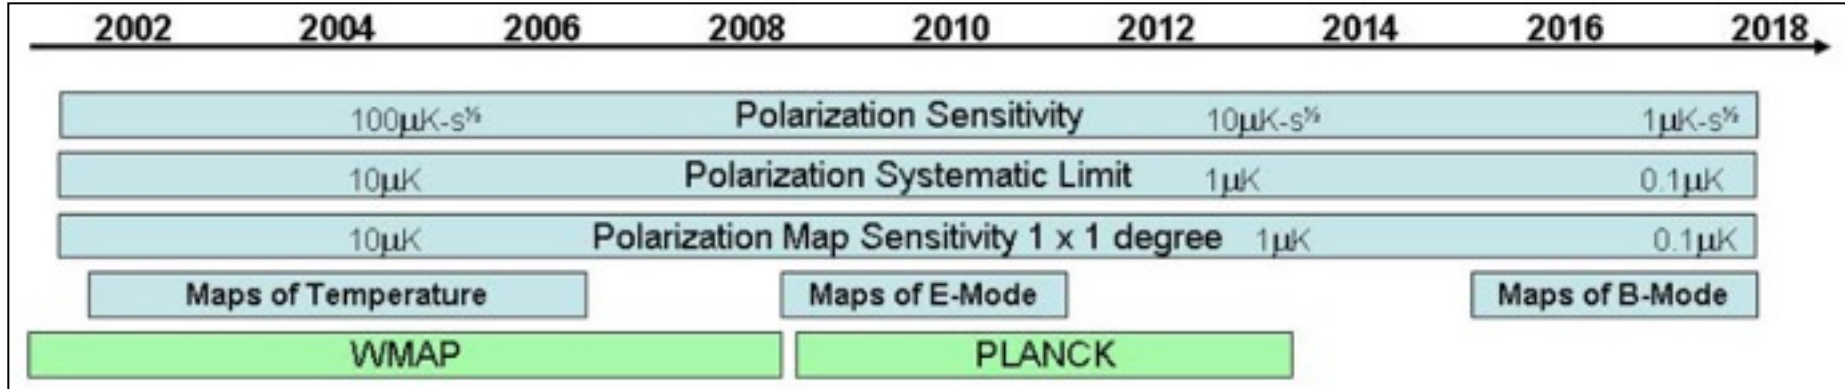 2002 2004 2006 2008 2010 2012 2014 2016 2018
100μK-s½ Polarization Sensitivity 10μK-s½ 1μK-s½
10μK Polarization Systematic Limit 1μK 0.1μK
10μK Polarization Map Sensitivity 1 x 1 degree 1μK 0.1μK
Maps of Temperature Maps of E-Mode Maps of B-Mode
WMAP PLANCK